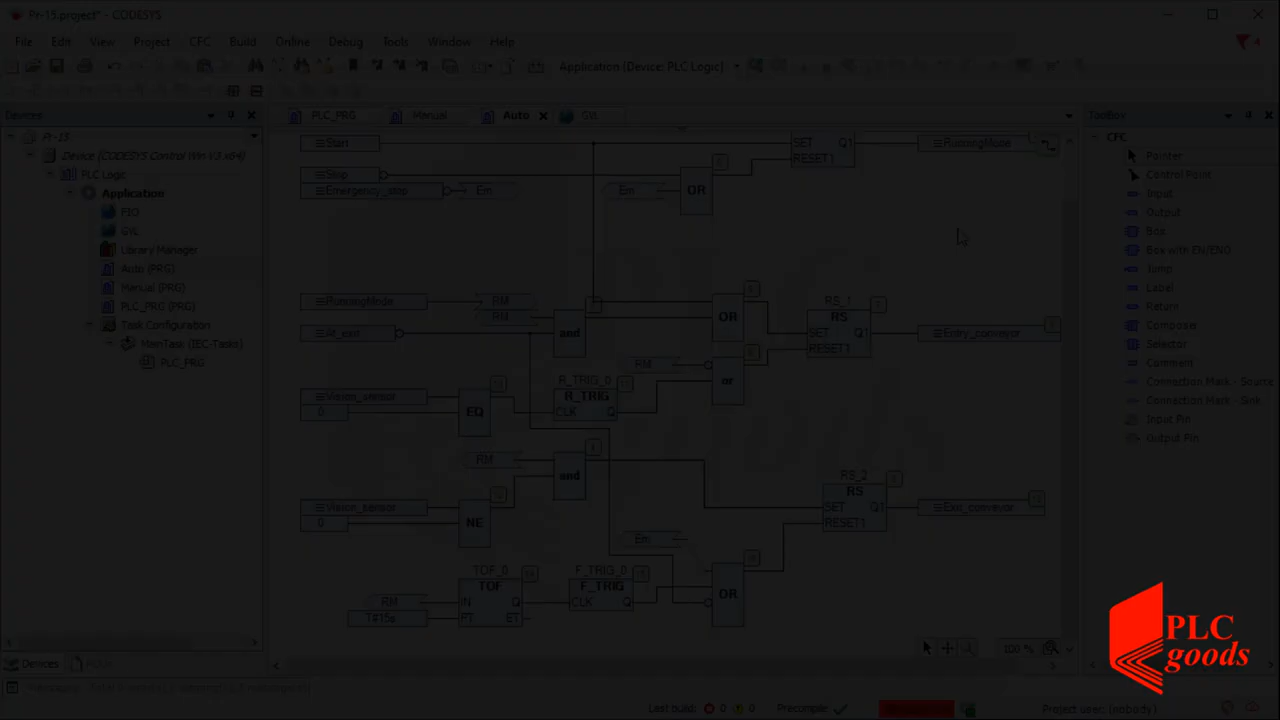 Pr-15.project* - CODESYS
File Edit View Project CFC Build Online Debug Tools Window Help
4
Application [Device: PLC Logic]
Devices
PLC_PRG Manual Auto GVL
ToolBox
Pr-15
Device (CODESYS Control Win V3 x64)
PLC Logic
Application
FIO
GVL
Library Manager
Auto (PRG)
Manual (PRG)
PLC_PRG (PRG)
Task Configuration
MainTask (IEC-Tasks)
PLC_PRG
Start
SET Q1
RESET1
RunningMode
Stop
Emergency_stop
Em
Em
OR
RunningMode
RM
RM
and
OR
RS_1
RS
SET Q1
RESET1
Entry_conveyor
At_exit
RM
or
R_TRIG_0
R_TRIG
CLK Q
Vision_sensor
0
EQ
RM
and
Vision_sensor
0
NE
RS_2
RS
SET Q1
RESET1
Exit_conveyor
Em
OR
TOF_0
TOF
IN Q
PT ET
F_TRIG_0
F_TRIG
CLK Q
RM
T#15s
100 %
CFC
Pointer
Control Point
Input
Output
Box
Box with EN/ENO
Jump
Label
Return
Composer
Selector
Comment
Connection Mark - Source
Connection Mark - Sink
Input Pin
Output Pin
Devices
Last build: 0 0 Precompile
Project user: (nobody)
PLC
goods